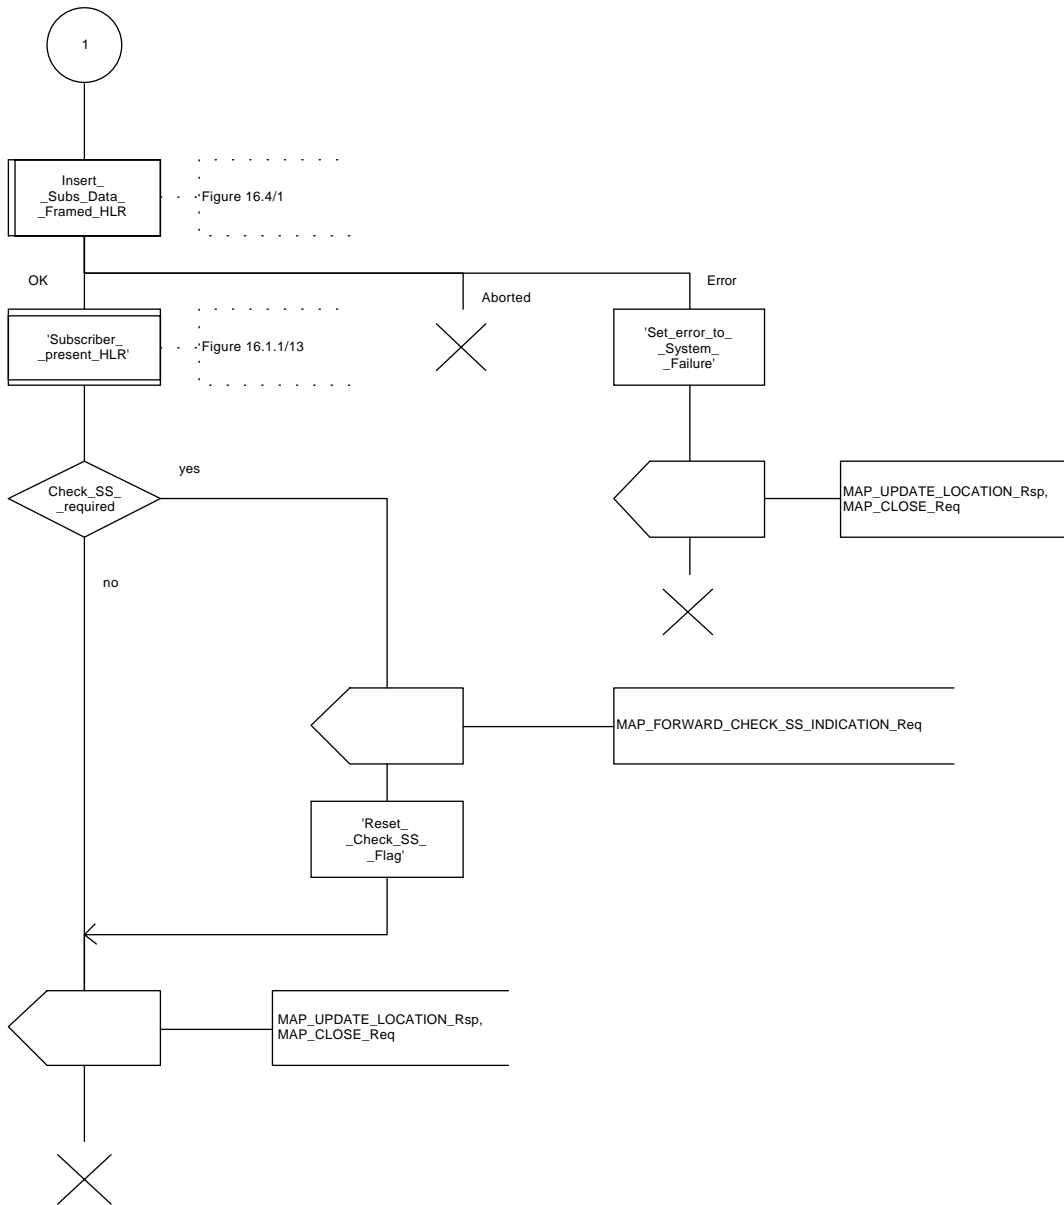 1
Insert_
_Subs_Data_
_Framed_HLR
Figure 16.4/1
OK
Aborted
Error
'Subscriber_
_present_HLR'
Figure 16.1.1/13
'Set_error_to_
_System_
_Failure'
Check_SS_
_required
yes
no
MAP_UPDATE_LOCATION_Rsp,
MAP_CLOSE_Req
MAP_FORWARD_CHECK_SS_INDICATION_Req
'Reset_
_Check_SS_
_Flag'
MAP_UPDATE_LOCATION_Rsp,
MAP_CLOSE_Req